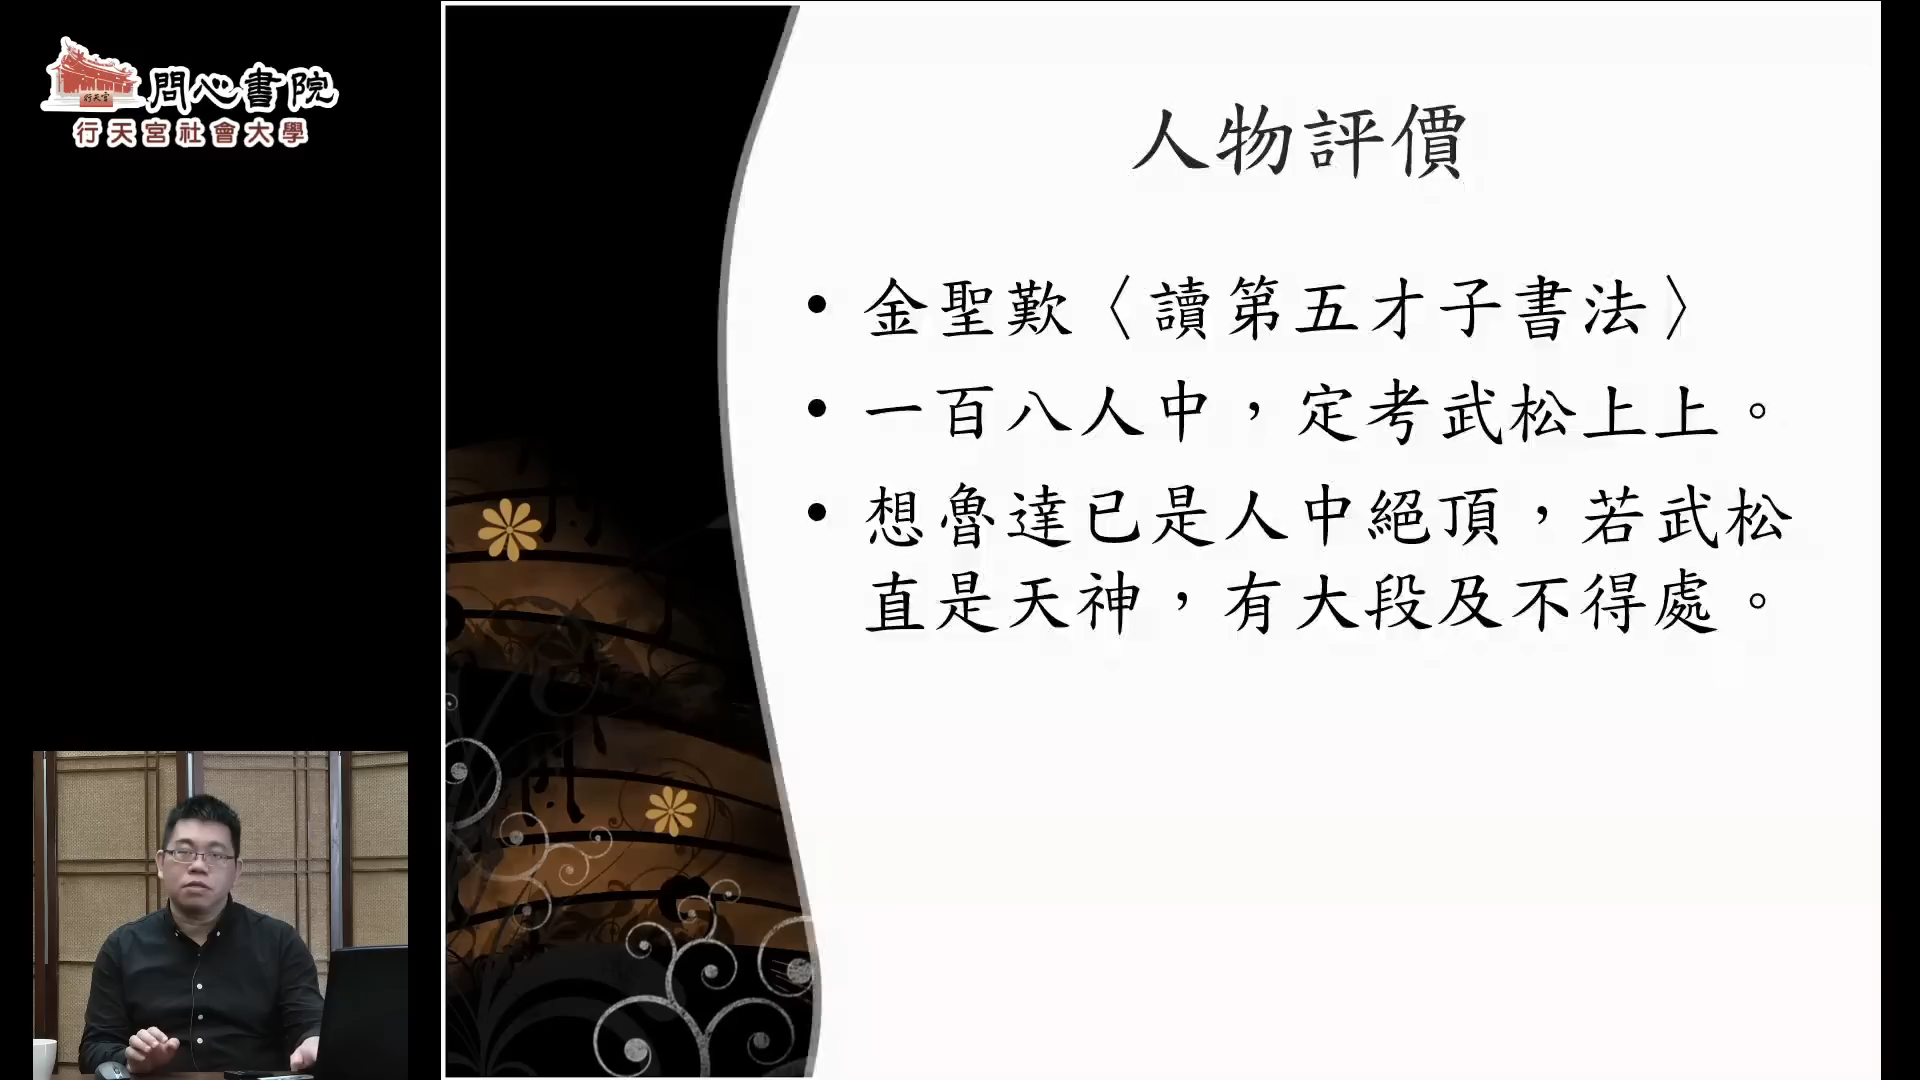 問心書院
行天宮
行天宮社會大學
人物評價
• 金聖歎〈讀第五才子書法〉
• 一百八人中，定考武松上上。
• 想魯達已是人中絕頂，若武松
直是天神，有大段及不得處。